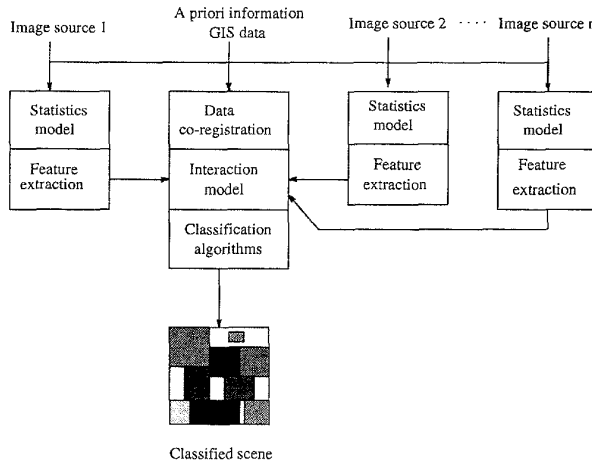 Image source 1
A priori information
GIS data
Image source 2 ····· Image source n
Statistics
model
Feature
extraction
Data
co-registration
Interaction
model
Classification
algorithms
Statistics
model
Feature
extraction
Statistics
model
Feature
extraction
Classified scene